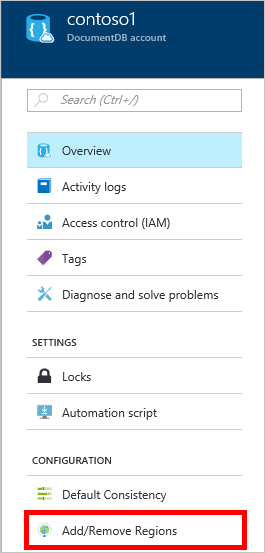 contoso1
DocumentDB account
Search (Ctrl+/)
Overview
Activity logs
Access control (IAM)
Tags
Diagnose and solve problems
SETTINGS
Locks
Automation script
CONFIGURATION
Default Consistency
Add/Remove Regions